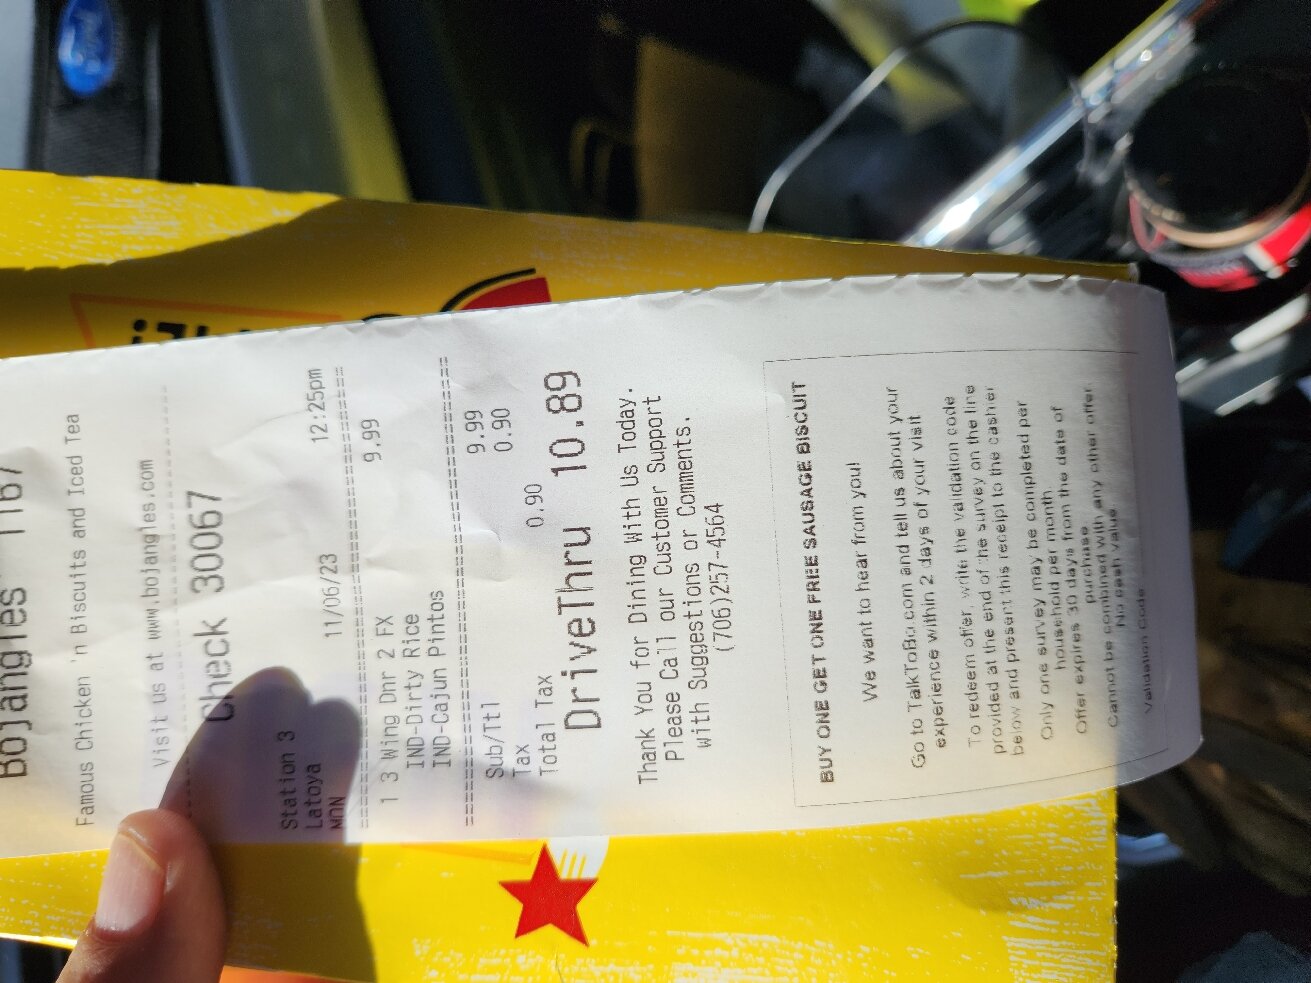 Bojangles' 1167
Famous Chicken 'n Biscuits and Iced Tea
Visit us at www.bojangles.com
Check 30067
Station 3
Latoya
MON 11/06/23 12:25pm
1 3 Wing Dnr 2 FX 9.99
IND-Dirty Rice
IND-Cajun Pintos
Sub/Ttl 9.99
Tax 0.90
Total Tax 0.90
DriveThru 10.89
Thank You for Dining With Us Today.
Please Call our Customer Support
with Suggestions or Comments.
(706)257-4564
BUY ONE GET ONE FREE SAUSAGE BISCUIT
We want to hear from you!
Go to TalkToBo.com and tell us about your
experience within 2 days of your visit
To redeem offer, write the validation code
provided at the end of the survey on the line
below and present this receipt to the cashier
Only one survey may be completed per
household per month
Offer expires 30 days from the date of
purchase
Cannot be combined with any other offer
No cash value
Validation Code
Ford